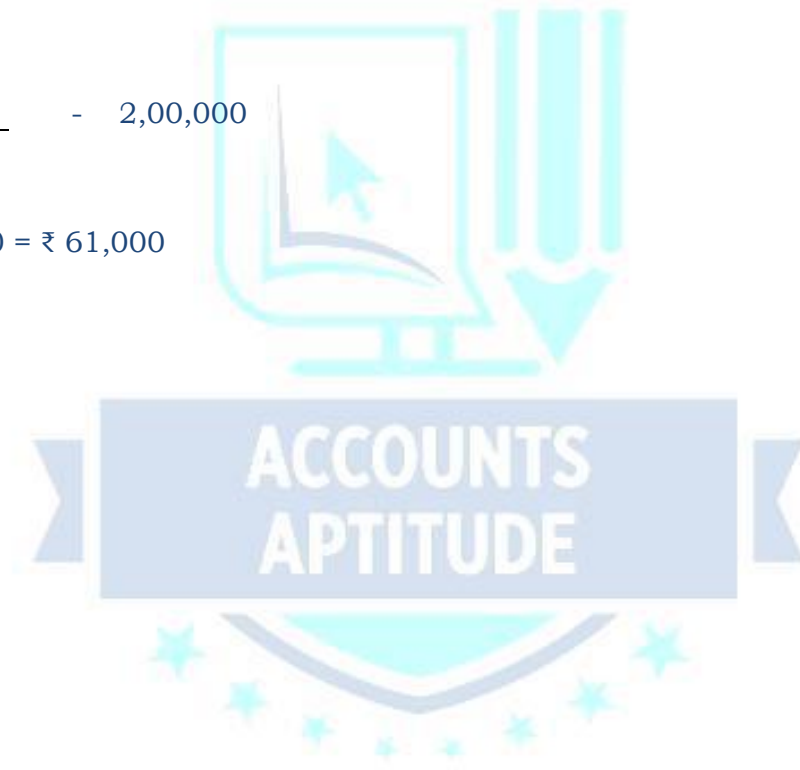 - 2,00,000
= ₹ 61,000
ACCOUNTS
APTITUDE